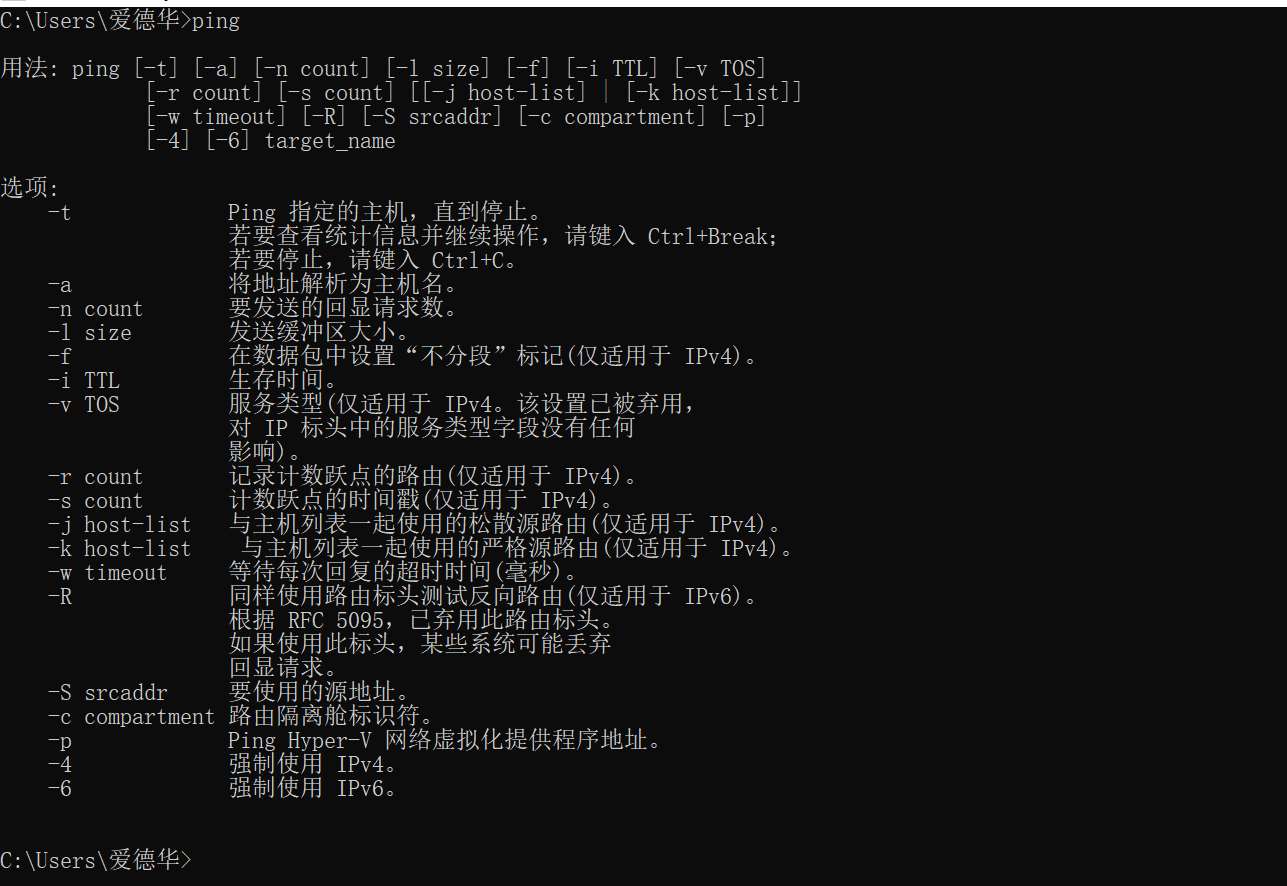 C:\Users\爱德华>ping
用法: ping [-t] [-a] [-n count] [-l size] [-f] [-i TTL] [-v TOS]
[-r count] [-s count] [[-j host-list] | [-k host-list]]
[-w timeout] [-R] [-S srcaddr] [-c compartment] [-p]
[-4] [-6] target_name
选项:
-t Ping 指定的主机，直到停止。
若要查看统计信息并继续操作，请键入 Ctrl+Break;
若要停止，请键入 Ctrl+C。
-a 将地址解析为主机名。
-n count 要发送的回显请求数。
-l size 发送缓冲区大小。
-f 在数据包中设置“不分段”标记(仅适用于 IPv4)。
-i TTL 生存时间。
-v TOS 服务类型(仅适用于 IPv4。该设置已被弃用，
对 IP 标头中的服务类型字段没有任何
影响)。
-r count 记录计数跃点的路由(仅适用于 IPv4)。
-s count 计数跃点的时间戳(仅适用于 IPv4)。
-j host-list 与主机列表一起使用的松散源路由(仅适用于 IPv4)。
-k host-list 与主机列表一起使用的严格源路由(仅适用于 IPv4)。
-w timeout 等待每次回复的超时时间(毫秒)。
-R 同样使用路由标头测试反向路由(仅适用于 IPv6)。
根据 RFC 5095，已弃用此路由标头。
如果使用此标头，某些系统可能丢弃
回显请求。
-S srcaddr 要使用的源地址。
-c compartment 路由隔离舱标识符。
-p Ping Hyper-V 网络虚拟化提供程序地址。
-4 强制使用 IPv4。
-6 强制使用 IPv6。
C:\Users\爱德华>